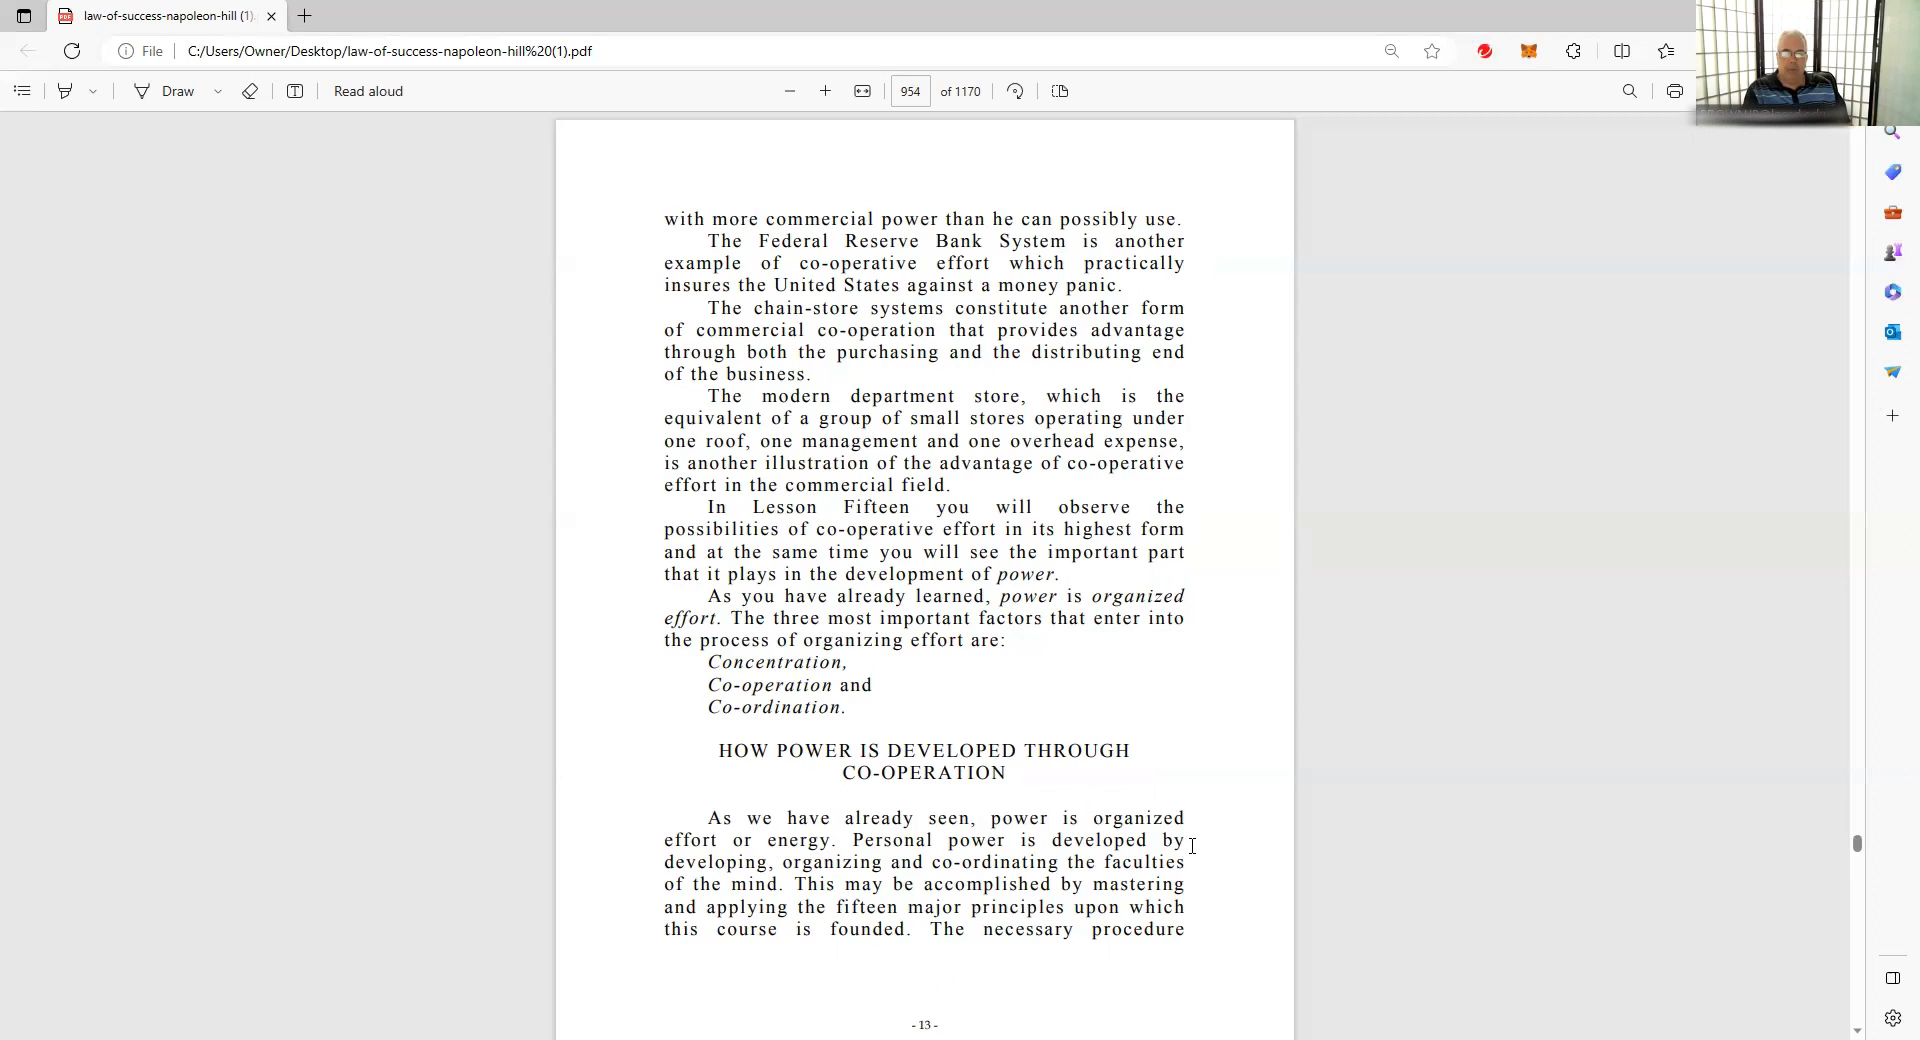 law-of-success-napoleon-hill (1).
File
C:/Users/Owner/Desktop/law-of-success-napoleon-hill%20(1).pdf
Draw
Read aloud
954
of 1170
with more commercial power than he can possibly use.
The Federal Reserve Bank System is another
example of co-operative effort which practically
insures the United States against a money panic.
The chain-store systems constitute another form
of commercial co-operation that provides advantage
through both the purchasing and the distributing end
of the business.
The modern department store, which is the
equivalent of a group of small stores operating under
one roof, one management and one overhead expense,
is another illustration of the advantage of co-operative
effort in the commercial field.
In Lesson Fifteen you will observe the
possibilities of co-operative effort in its highest form
and at the same time you will see the important part
that it plays in the development of power.
As you have already learned, power is organized
effort. The three most important factors that enter into
the process of organizing effort are:
Concentration,
Co-operation and
Co-ordination.
HOW POWER IS DEVELOPED THROUGH
CO-OPERATION
As we have already seen, power is organized
effort or energy. Personal power is developed by
developing, organizing and co-ordinating the faculties
of the mind. This may be accomplished by mastering
and applying the fifteen major principles upon which
this course is founded. The necessary procedure
- 13 -